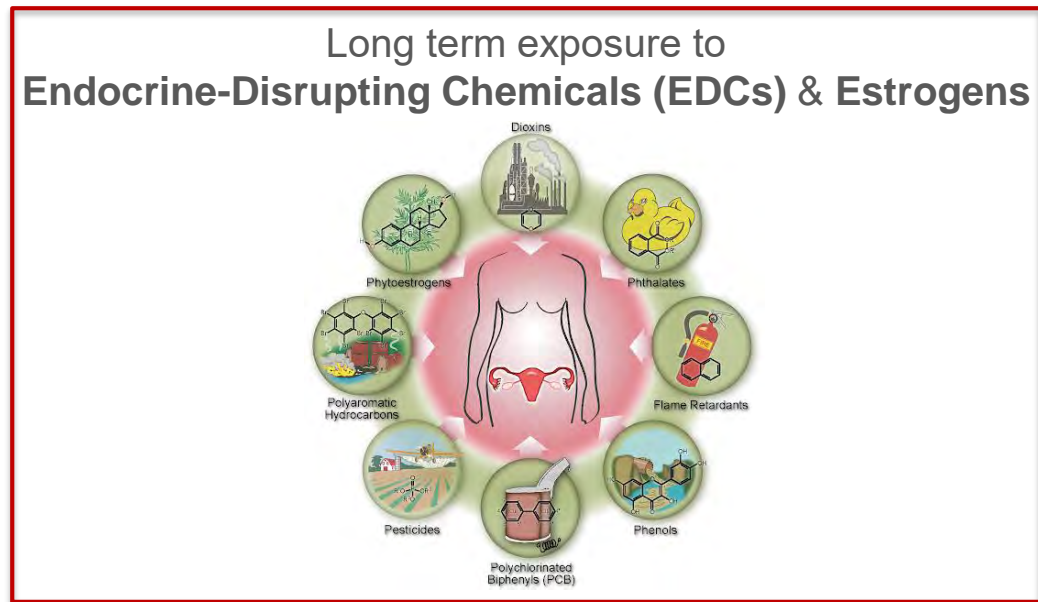 Long term exposure to
Endocrine-Disrupting Chemicals (EDCs) & Estrogens
Dioxins
Phytoestrogens
Phthalates
Polyaromatic
Hydrocarbons
Flame Retardants
Pesticides
Polychlorinated
Biphenyls (PCB)
Phenols